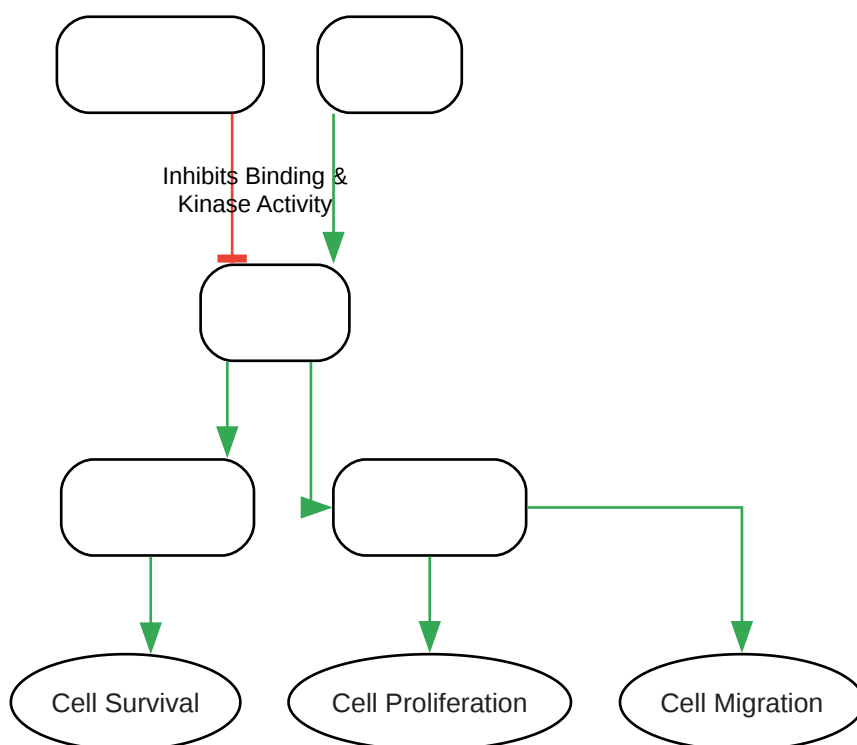 Inhibits Binding &
Kinase Activity
Cell Survival
Cell Proliferation
Cell Migration